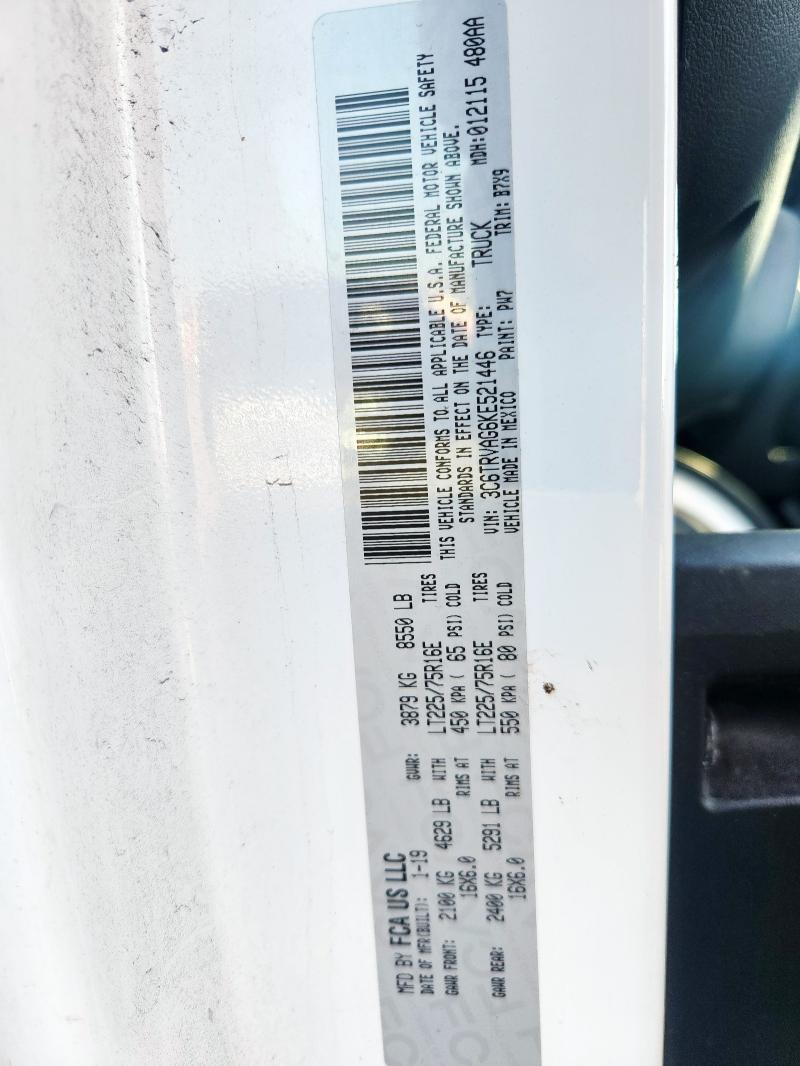 MFD BY FCA US LLC
DATE OF MFR(BUILT): 1-19 GVWR: 3879 KG 8550 LB
GAWR FRONT: 2100 KG 4629 LB WITH LT225/75R16E TIRES
16X6.0 RIMS AT 450 KPA ( 65 PSI) COLD
GAWR REAR: 2400 KG 5291 LB WITH LT225/75R16E TIRES
16X6.0 RIMS AT 550 KPA ( 80 PSI) COLD
THIS VEHICLE CONFORMS TO ALL APPLICABLE U.S.A. FEDERAL MOTOR VEHICLE SAFETY
STANDARDS IN EFFECT ON THE DATE OF MANUFACTURE SHOWN ABOVE.
MDH:012115 480AA
VIN: 3C6TRVAG6KE521446 TYPE: TRUCK
VEHICLE MADE IN MEXICO PAINT: PW7 TRIM: B7X9